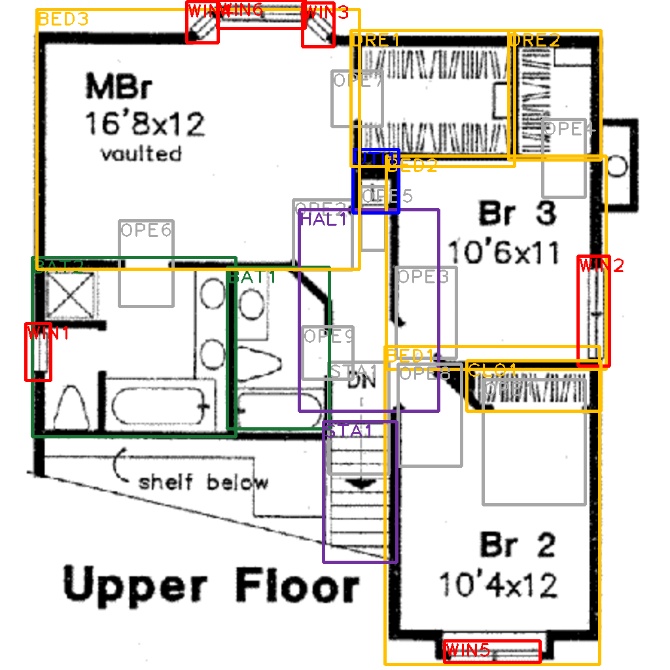 BED3
WIN6
WIN3
DRE1
DRE2
MBr
16'8x12
vaulted
OPE7
OPE4
BED2
OPE5
OPE2
HAL1
Br 3
10'6x11
OPE6
BAT2
BAT1
OPE3
WIN2
WIN1
OPE9
BED1
STA1
OPE8
CLO1
DN
STA1
shelf below
Br 2
10'4x12
Upper Floor
WIN5